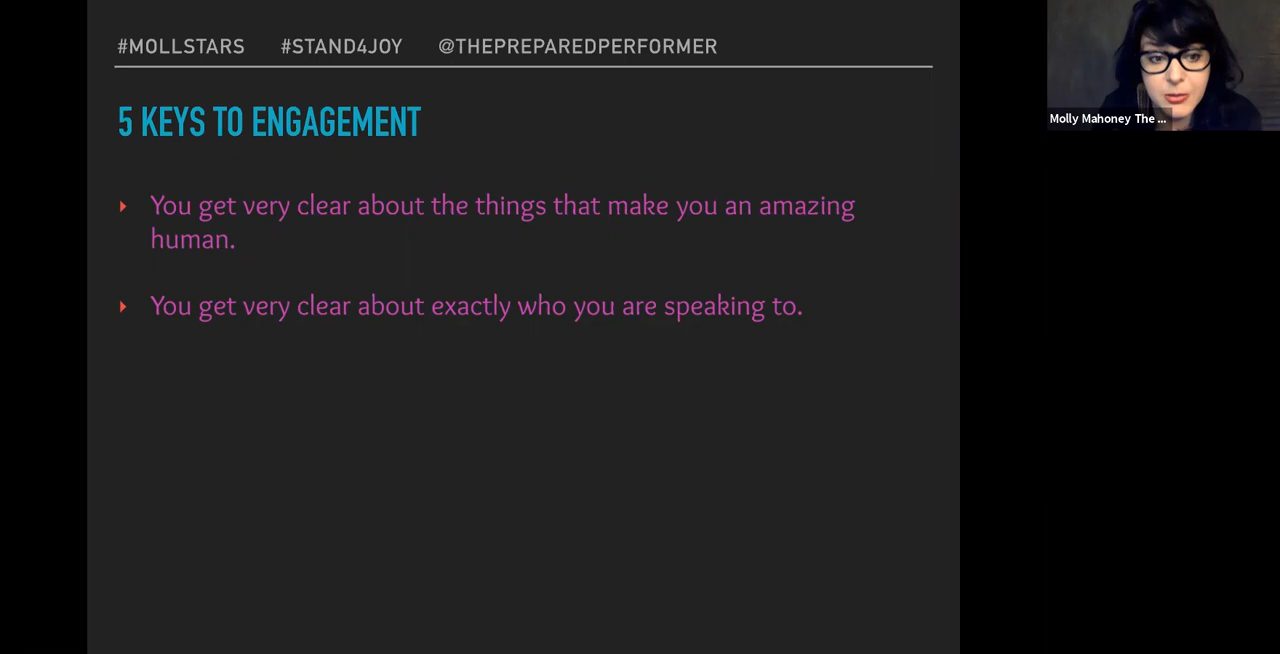 #MOLLSTARS #STAND4JOY @THEPREPAREDPERFORMER
5 KEYS TO ENGAGEMENT
You get very clear about the things that make you an amazing
human.
You get very clear about exactly who you are speaking to.
Molly Mahoney The ...